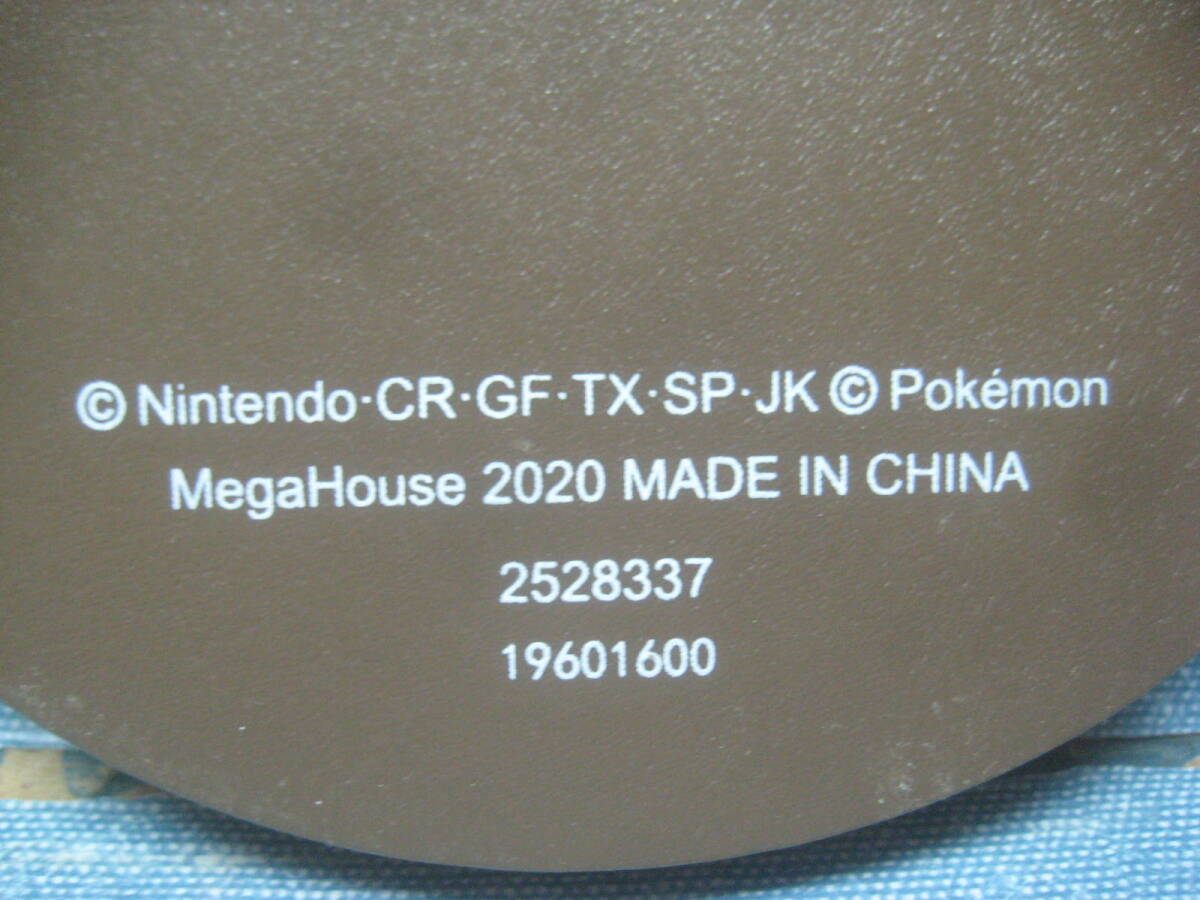 ©Nintendo·CR·GF·TX·SP·JK ©Pokémon
MegaHouse 2020 MADE IN CHINA
2528337
19601600